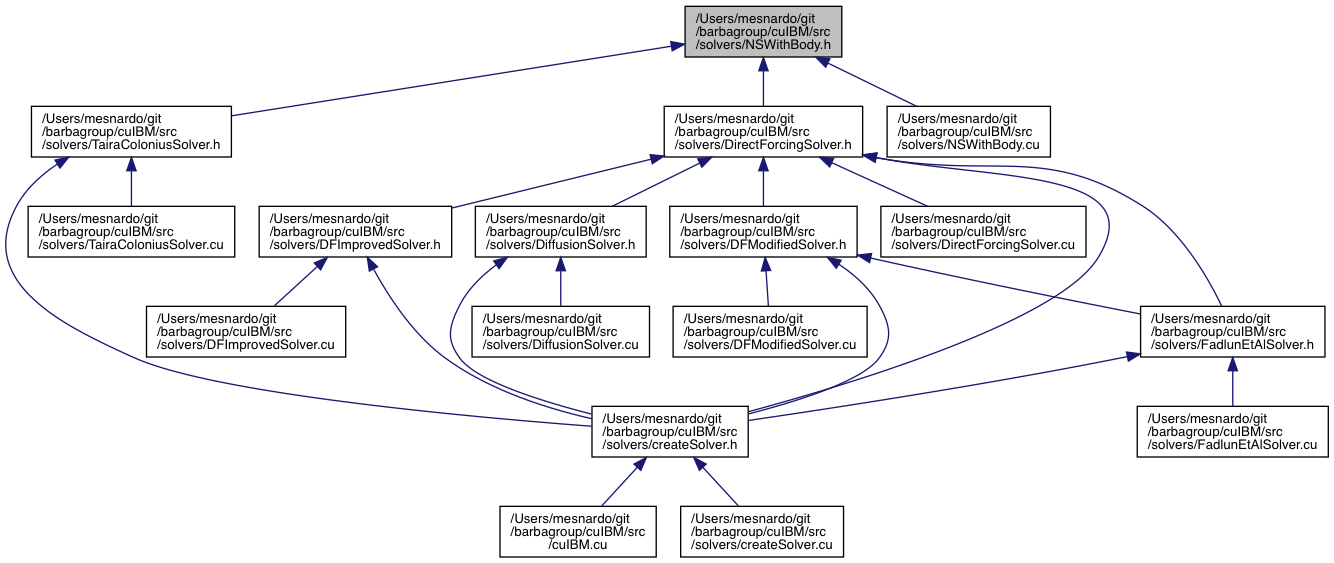 /Users/mesnardo/git
/barbagroup/cuIBM/src
/solvers/NSWithBody.h
/Users/mesnardo/git
/barbagroup/cuIBM/src
/solvers/TairaColoniusSolver.h
/Users/mesnardo/git
/barbagroup/cuIBM/src
/solvers/DirectForcingSolver.h
/Users/mesnardo/git
/barbagroup/cuIBM/src
/solvers/NSWithBody.cu
/Users/mesnardo/git
/barbagroup/cuIBM/src
/solvers/TairaColoniusSolver.cu
/Users/mesnardo/git
/barbagroup/cuIBM/src
/solvers/DFImprovedSolver.h
/Users/mesnardo/git
/barbagroup/cuIBM/src
/solvers/DiffusionSolver.h
/Users/mesnardo/git
/barbagroup/cuIBM/src
/solvers/DFModifiedSolver.h
/Users/mesnardo/git
/barbagroup/cuIBM/src
/solvers/DirectForcingSolver.cu
/Users/mesnardo/git
/barbagroup/cuIBM/src
/solvers/DFImprovedSolver.cu
/Users/mesnardo/git
/barbagroup/cuIBM/src
/solvers/DiffusionSolver.cu
/Users/mesnardo/git
/barbagroup/cuIBM/src
/solvers/DFModifiedSolver.cu
/Users/mesnardo/git
/barbagroup/cuIBM/src
/solvers/FadlunEtAlSolver.h
/Users/mesnardo/git
/barbagroup/cuIBM/src
/solvers/createSolver.h
/Users/mesnardo/git
/barbagroup/cuIBM/src
/solvers/FadlunEtAlSolver.cu
/Users/mesnardo/git
/barbagroup/cuIBM/src
/cuIBM.cu
/Users/mesnardo/git
/barbagroup/cuIBM/src
/solvers/createSolver.cu